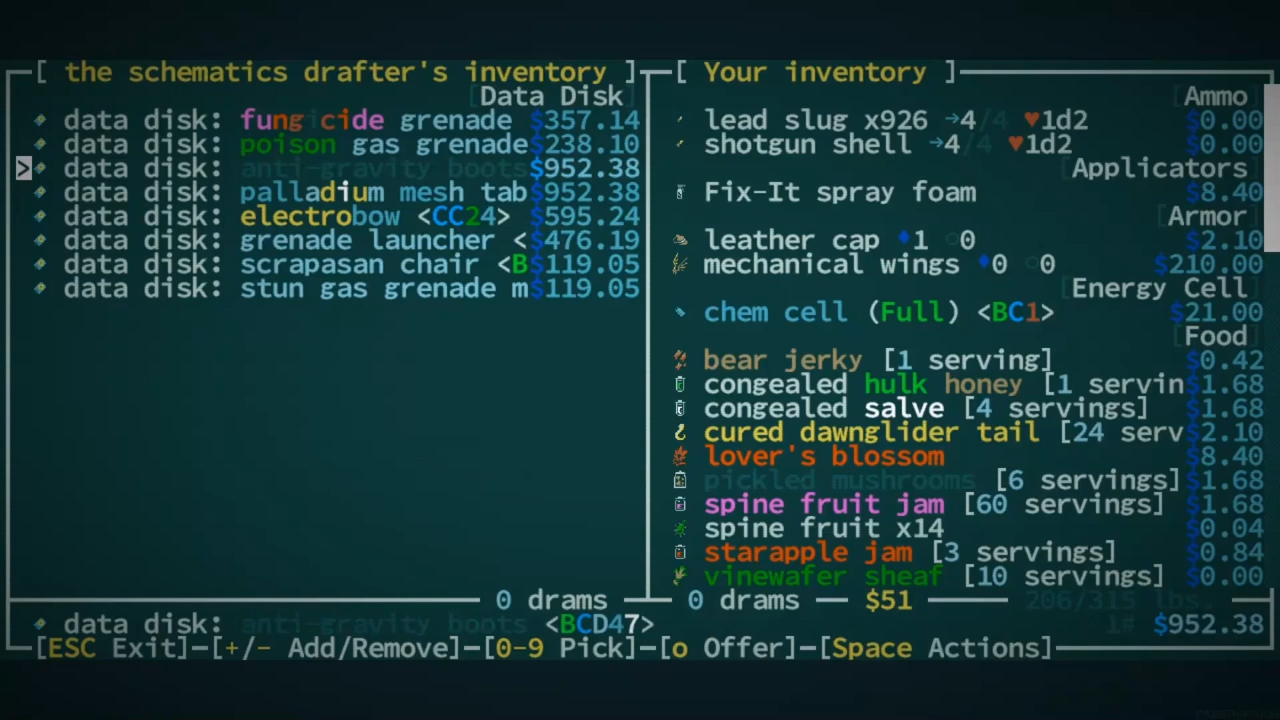 [ the schematics drafter's inventory ]
[Data Disk]
data disk: fungicide grenade $357.14
data disk: poison gas grenade $238.10
> data disk: anti-gravity boots $952.38
data disk: palladium mesh tab $952.38
data disk: electrobow <CC24> $595.24
data disk: grenade launcher < $476.19
data disk: scrapasan chair <B $119.05
data disk: stun gas grenade m $119.05
0 drams
[ Your inventory ]
[Ammo]
lead slug x926 →4/4 ♥1d2 $0.00
shotgun shell →4/4 ♥1d2 $0.00
[Applicators]
Fix-It spray foam $8.40
[Armor]
leather cap ♦1 ○0 $2.10
mechanical wings ♦0 ○0 $210.00
[Energy Cell]
chem cell (Full) <BC1> $21.00
[Food]
bear jerky [1 serving] $0.42
congealed hulk honey [1 servin $1.68
congealed salve [4 servings] $1.68
cured dawnglider tail [24 serv $2.10
lover's blossom $8.40
pickled mushrooms [6 servings] $1.68
spine fruit jam [60 servings] $1.68
spine fruit x14 $0.04
starapple jam [3 servings] $0.84
vinewafer sheaf [10 servings] $0.00
0 drams — $51 206/315 lbs.
data disk: anti-gravity boots <BCD47> 1# $952.38
[ESC Exit]—[+/- Add/Remove]—[0-9 Pick]—[o Offer]—[Space Actions]